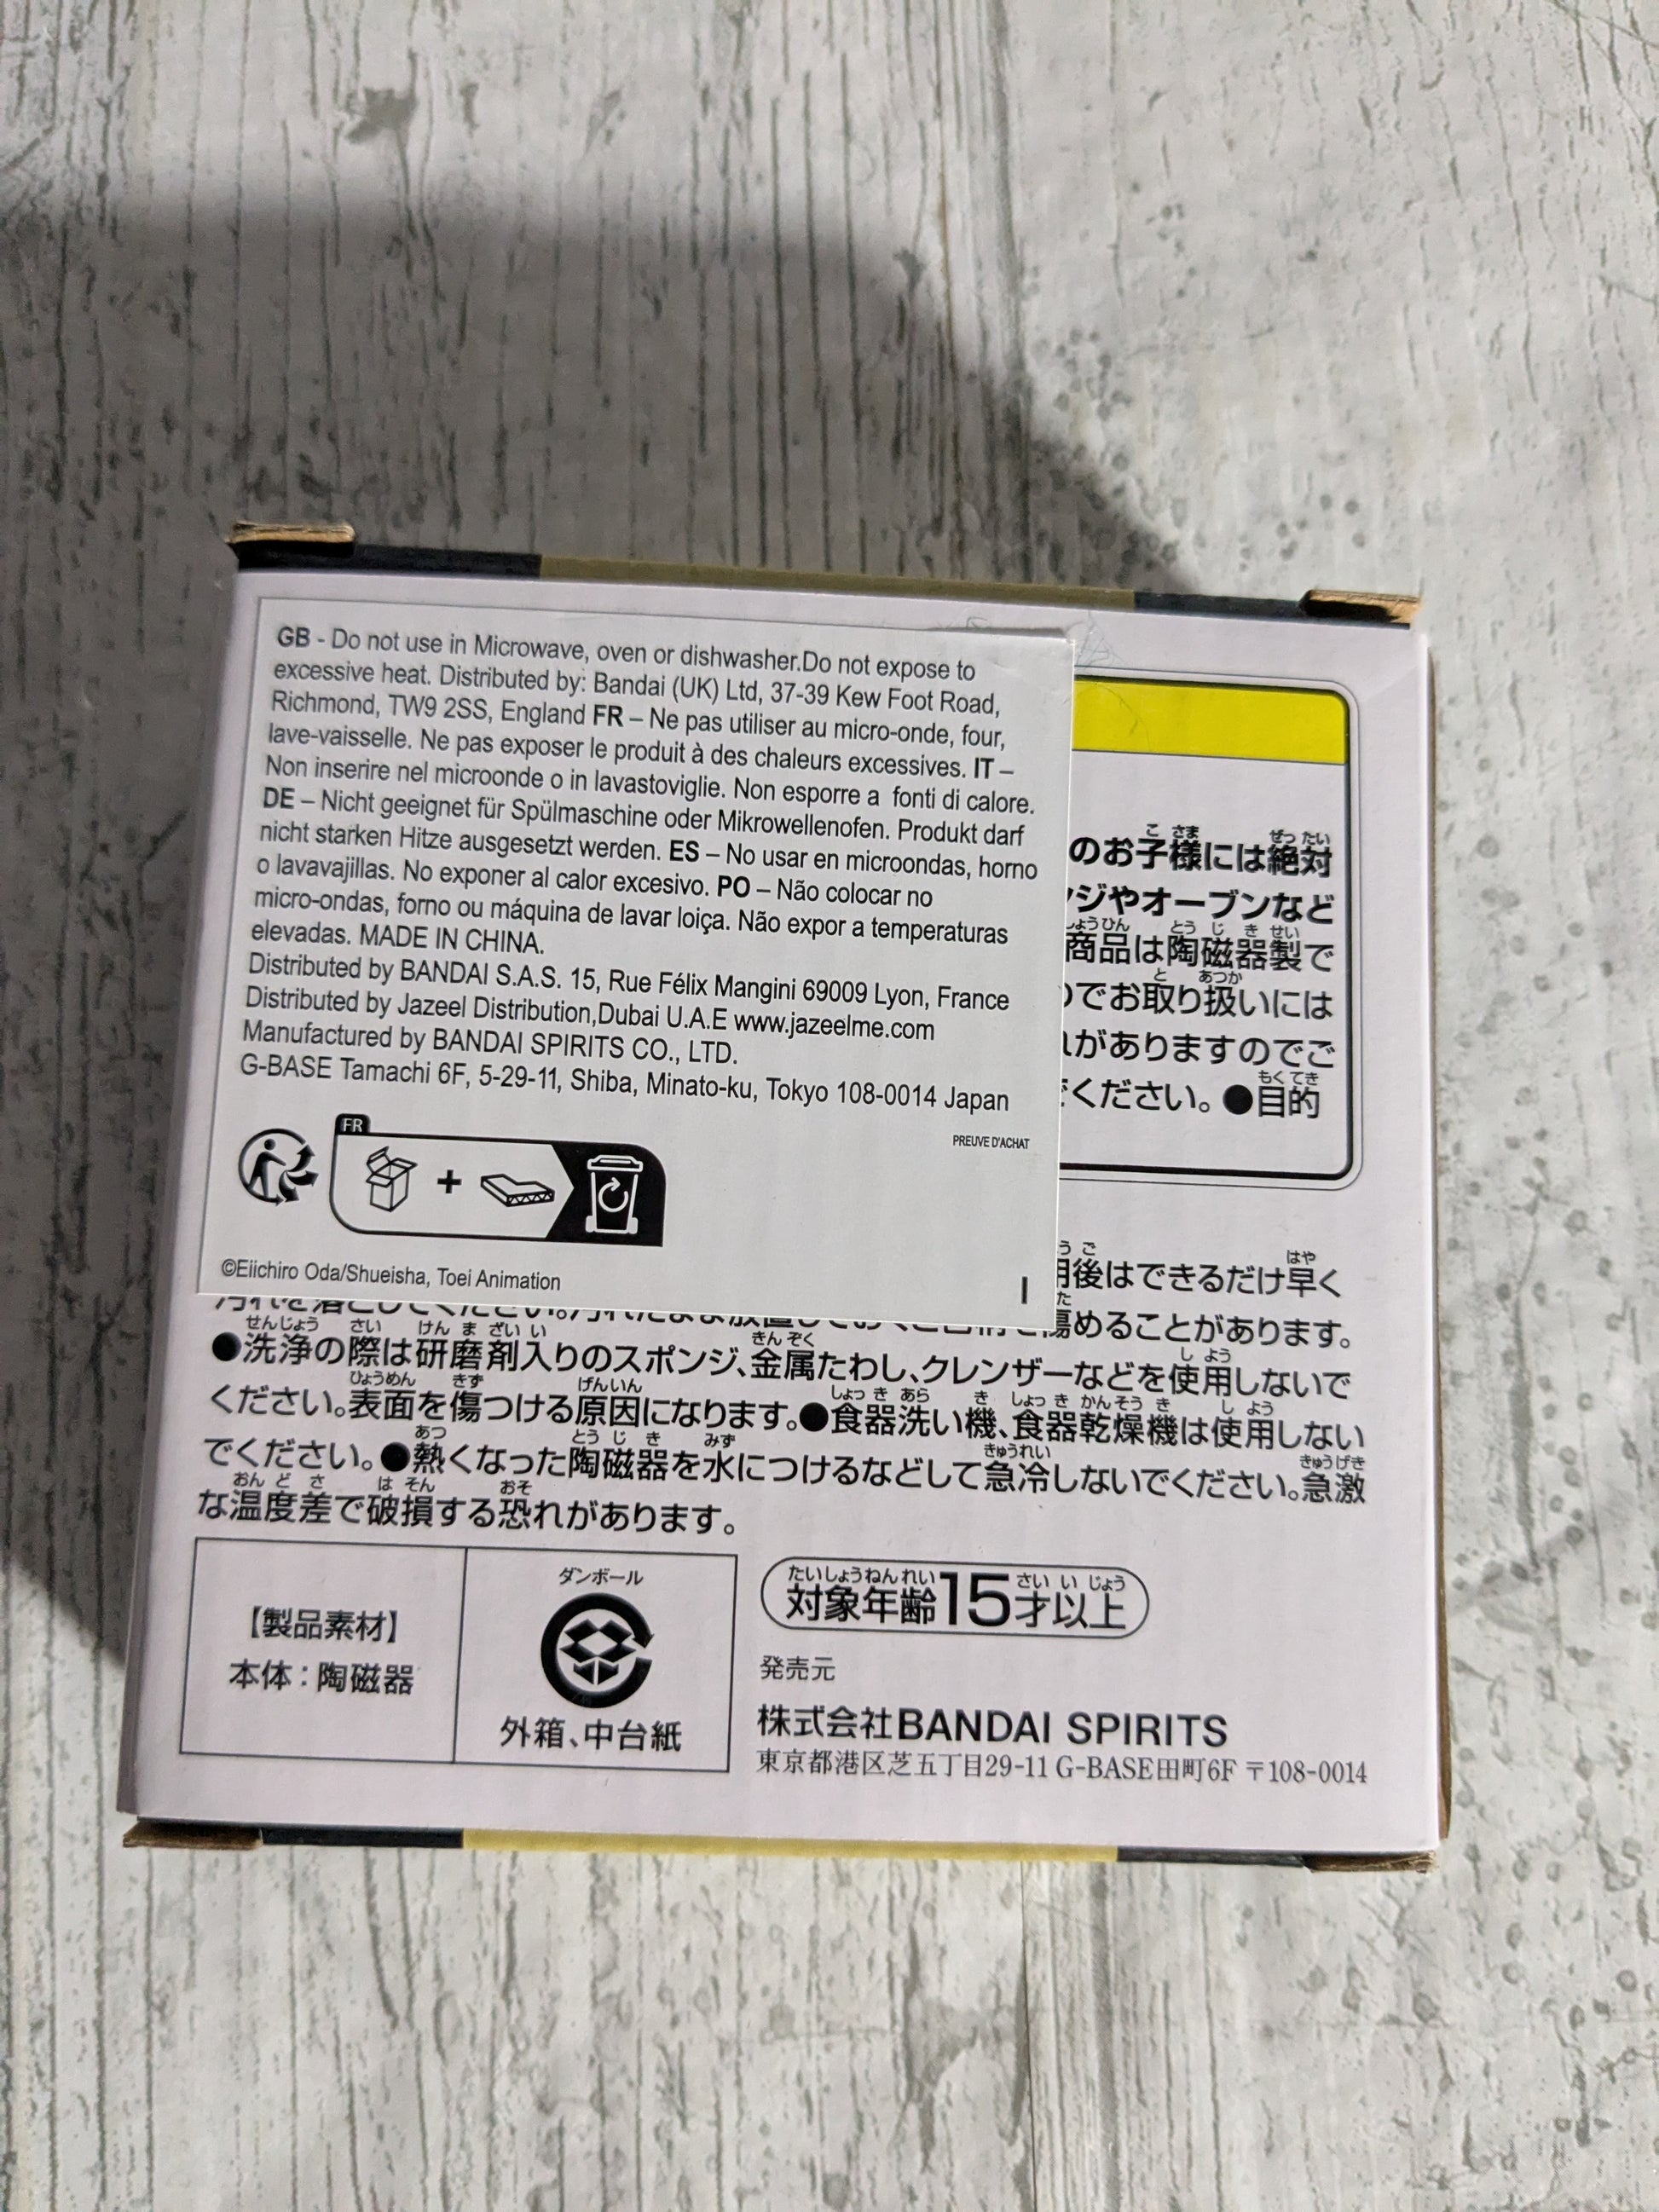 GB - Do not use in Microwave, oven or dishwasher.Do not expose to
excessive heat. Distributed by: Bandai (UK) Ltd, 37-39 Kew Foot Road,
Richmond, TW9 2SS, England FR – Ne pas utiliser au micro-onde, four,
lave-vaisselle. Ne pas exposer le produit à des chaleurs excessives. IT –
Non inserire nel microonde o in lavastoviglie. Non esporre a fonti di calore.
DE – Nicht geeignet für Spülmaschine oder Mikrowellenofen. Produkt darf
nicht starken Hitze ausgesetzt werden. ES – No usar en microondas, horno
o lavavajillas. No exponer al calor excesivo. PO – Não colocar no
micro-ondas, forno ou máquina de lavar loiça. Não expor a temperaturas
elevadas. MADE IN CHINA.
Distributed by BANDAI S.A.S. 15, Rue Félix Mangini 69009 Lyon, France
Distributed by Jazeel Distribution,Dubai U.A.E www.jazeelme.com
Manufactured by BANDAI SPIRITS CO., LTD.
G-BASE Tamachi 6F, 5-29-11, Shiba, Minato-ku, Tokyo 108-0014 Japan
PREUVE D'ACHAT
FR
©Eiichiro Oda/Shueisha, Toei Animation
I
のお子様には絶対
ジやオーブンなど
商品は陶磁器製で
でお取り扱いには
がありますのでご
ください。●目的
後はできるだけ早く
めることがあります。
●洗浄の際は研磨剤入りのスポンジ、金属たわし、クレンザーなどを使用しないで
ください。表面を傷つける原因になります。●食器洗い機、食器乾燥機は使用しない
でください。●熱くなった陶磁器を水につけるなどして急冷しないでください。急激
な温度差で破損する恐れがあります。
【製品素材】
本体：陶磁器
ダンボール
外箱、中台紙
対象年齢15才以上
発売元
株式会社BANDAI SPIRITS
東京都港区芝五丁目29-11 G-BASE田町6F 〒108-0014